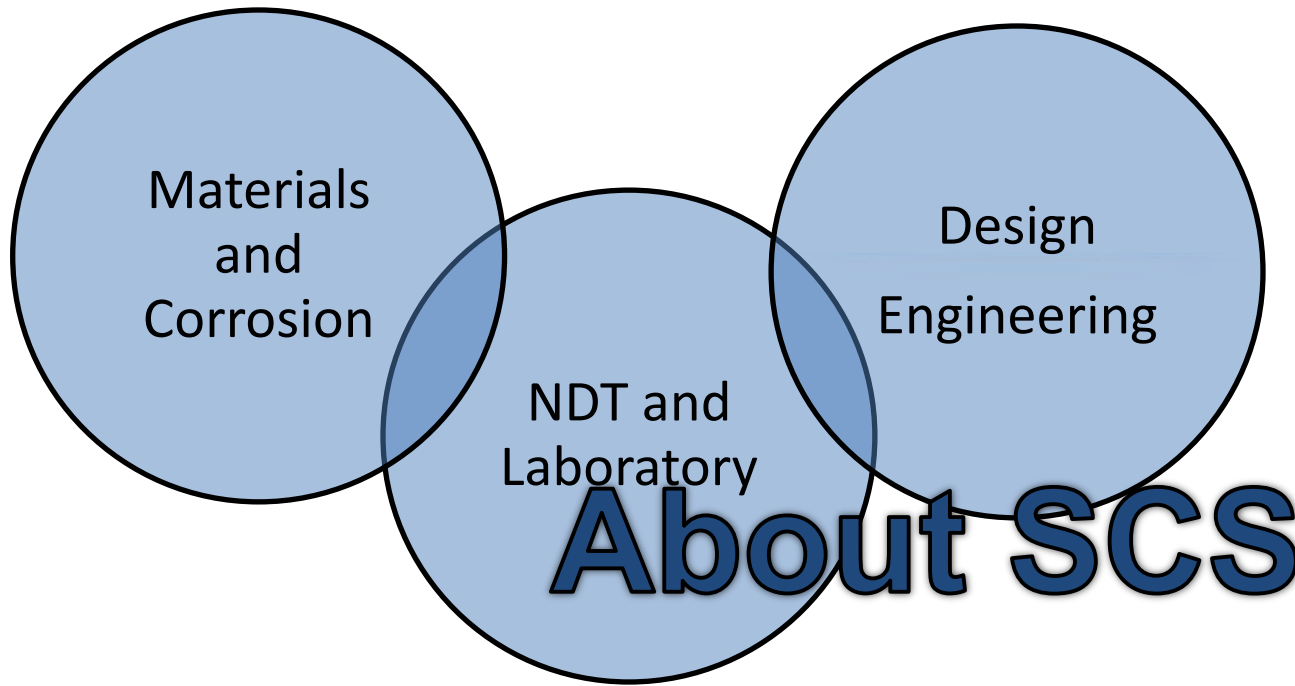 Materials
and
Corrosion
NDT and
Laboratory
Design
Engineering
About SCS